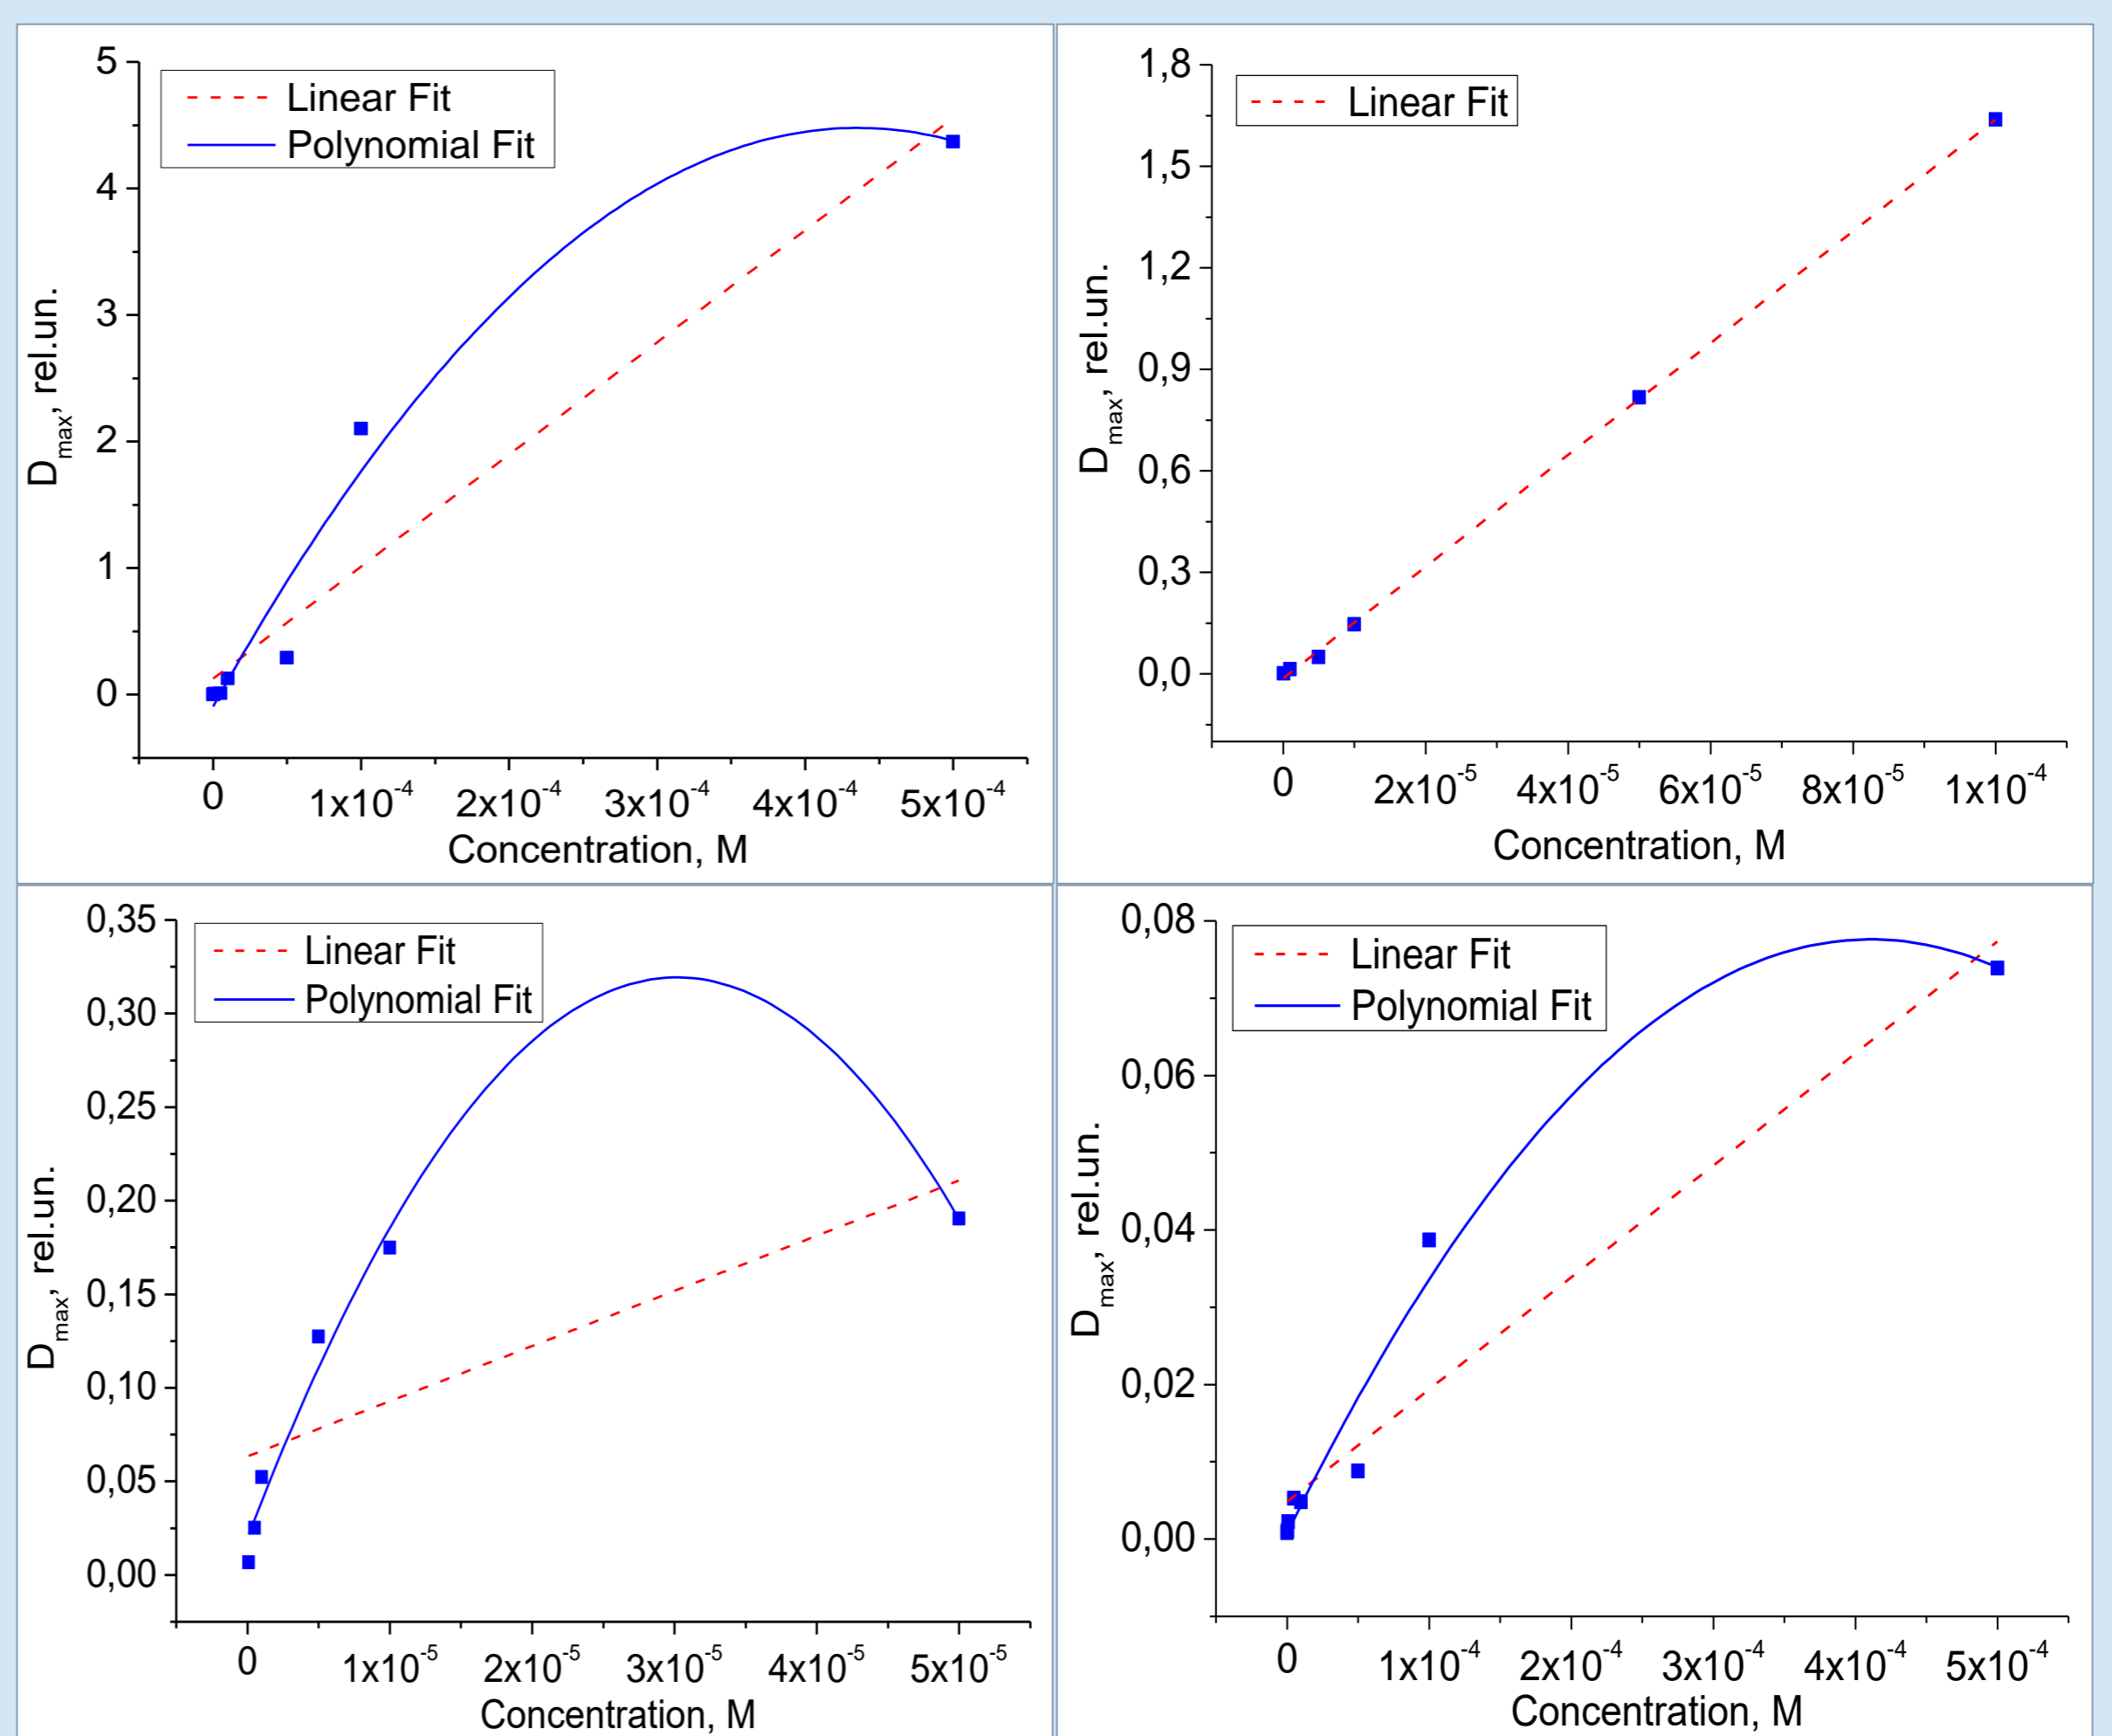 5
4
3
2
1
0
Linear Fit
Polynomial Fit
D_max, rel.un.
0
1x10^-4
2x10^-4
3x10^-4
4x10^-4
5x10^-4
Concentration, M
1,8
1,5
1,2
0,9
0,6
0,3
0,0
Linear Fit
D_max, rel.un.
0
2x10^-5
4x10^-5
6x10^-5
8x10^-5
1x10^-4
Concentration, M
0,35
0,30
0,25
0,20
0,15
0,10
0,05
0,00
Linear Fit
Polynomial Fit
D_max, rel.un.
0
1x10^-5
2x10^-5
3x10^-5
4x10^-5
5x10^-5
Concentration, M
0,08
0,06
0,04
0,02
0,00
Linear Fit
Polynomial Fit
D_max, rel.un.
0
1x10^-4
2x10^-4
3x10^-4
4x10^-4
5x10^-4
Concentration, M